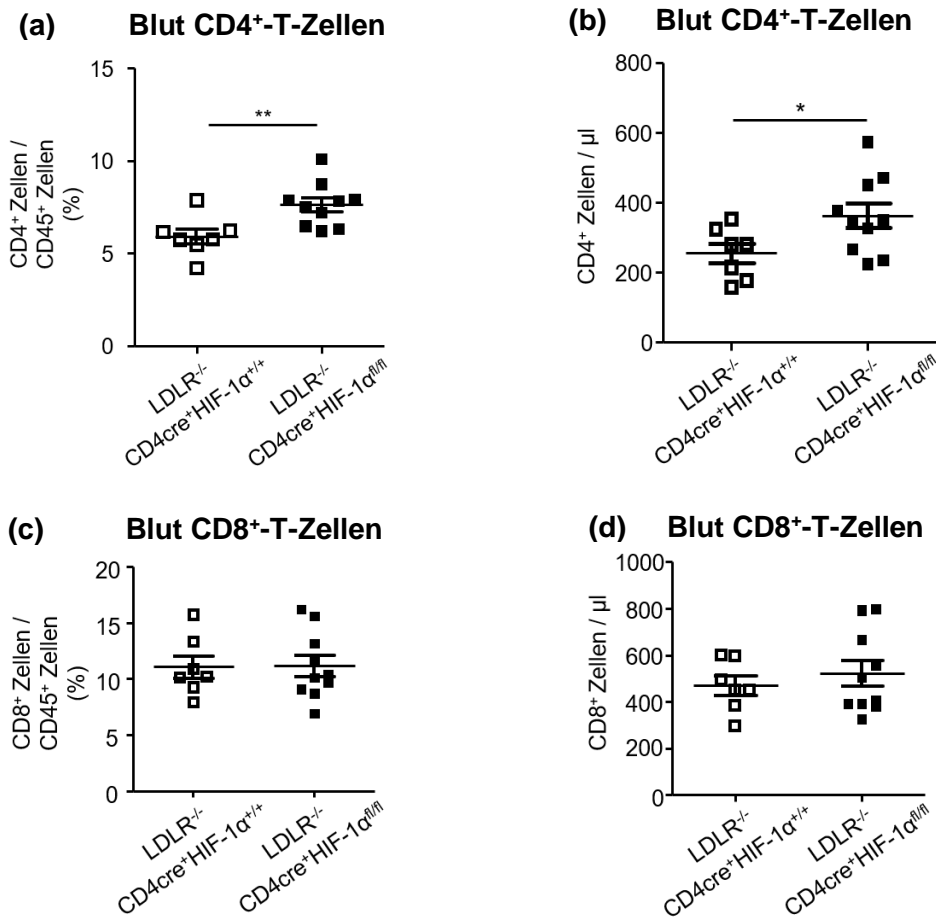 (a) Blut CD4⁺-T-Zellen
CD4⁺ Zellen /
CD45⁺ Zellen
(%)
15
10
5
0
**
LDLR⁻/⁻
CD4cre⁺HIF-1α⁺/⁺
LDLR⁻/⁻
CD4cre⁺HIF-1αᶠˡ/ᶠˡ
(b) Blut CD4⁺-T-Zellen
CD4⁺ Zellen / µl
800
600
400
200
0
*
LDLR⁻/⁻
CD4cre⁺HIF-1α⁺/⁺
LDLR⁻/⁻
CD4cre⁺HIF-1αᶠˡ/ᶠˡ
(c) Blut CD8⁺-T-Zellen
CD8⁺ Zellen /
CD45⁺ Zellen
(%)
20
15
10
5
0
LDLR⁻/⁻
CD4cre⁺HIF-1α⁺/⁺
LDLR⁻/⁻
CD4cre⁺HIF-1αᶠˡ/ᶠˡ
(d) Blut CD8⁺-T-Zellen
CD8⁺ Zellen / µl
1000
800
600
400
200
0
LDLR⁻/⁻
CD4cre⁺HIF-1α⁺/⁺
LDLR⁻/⁻
CD4cre⁺HIF-1αᶠˡ/ᶠˡ